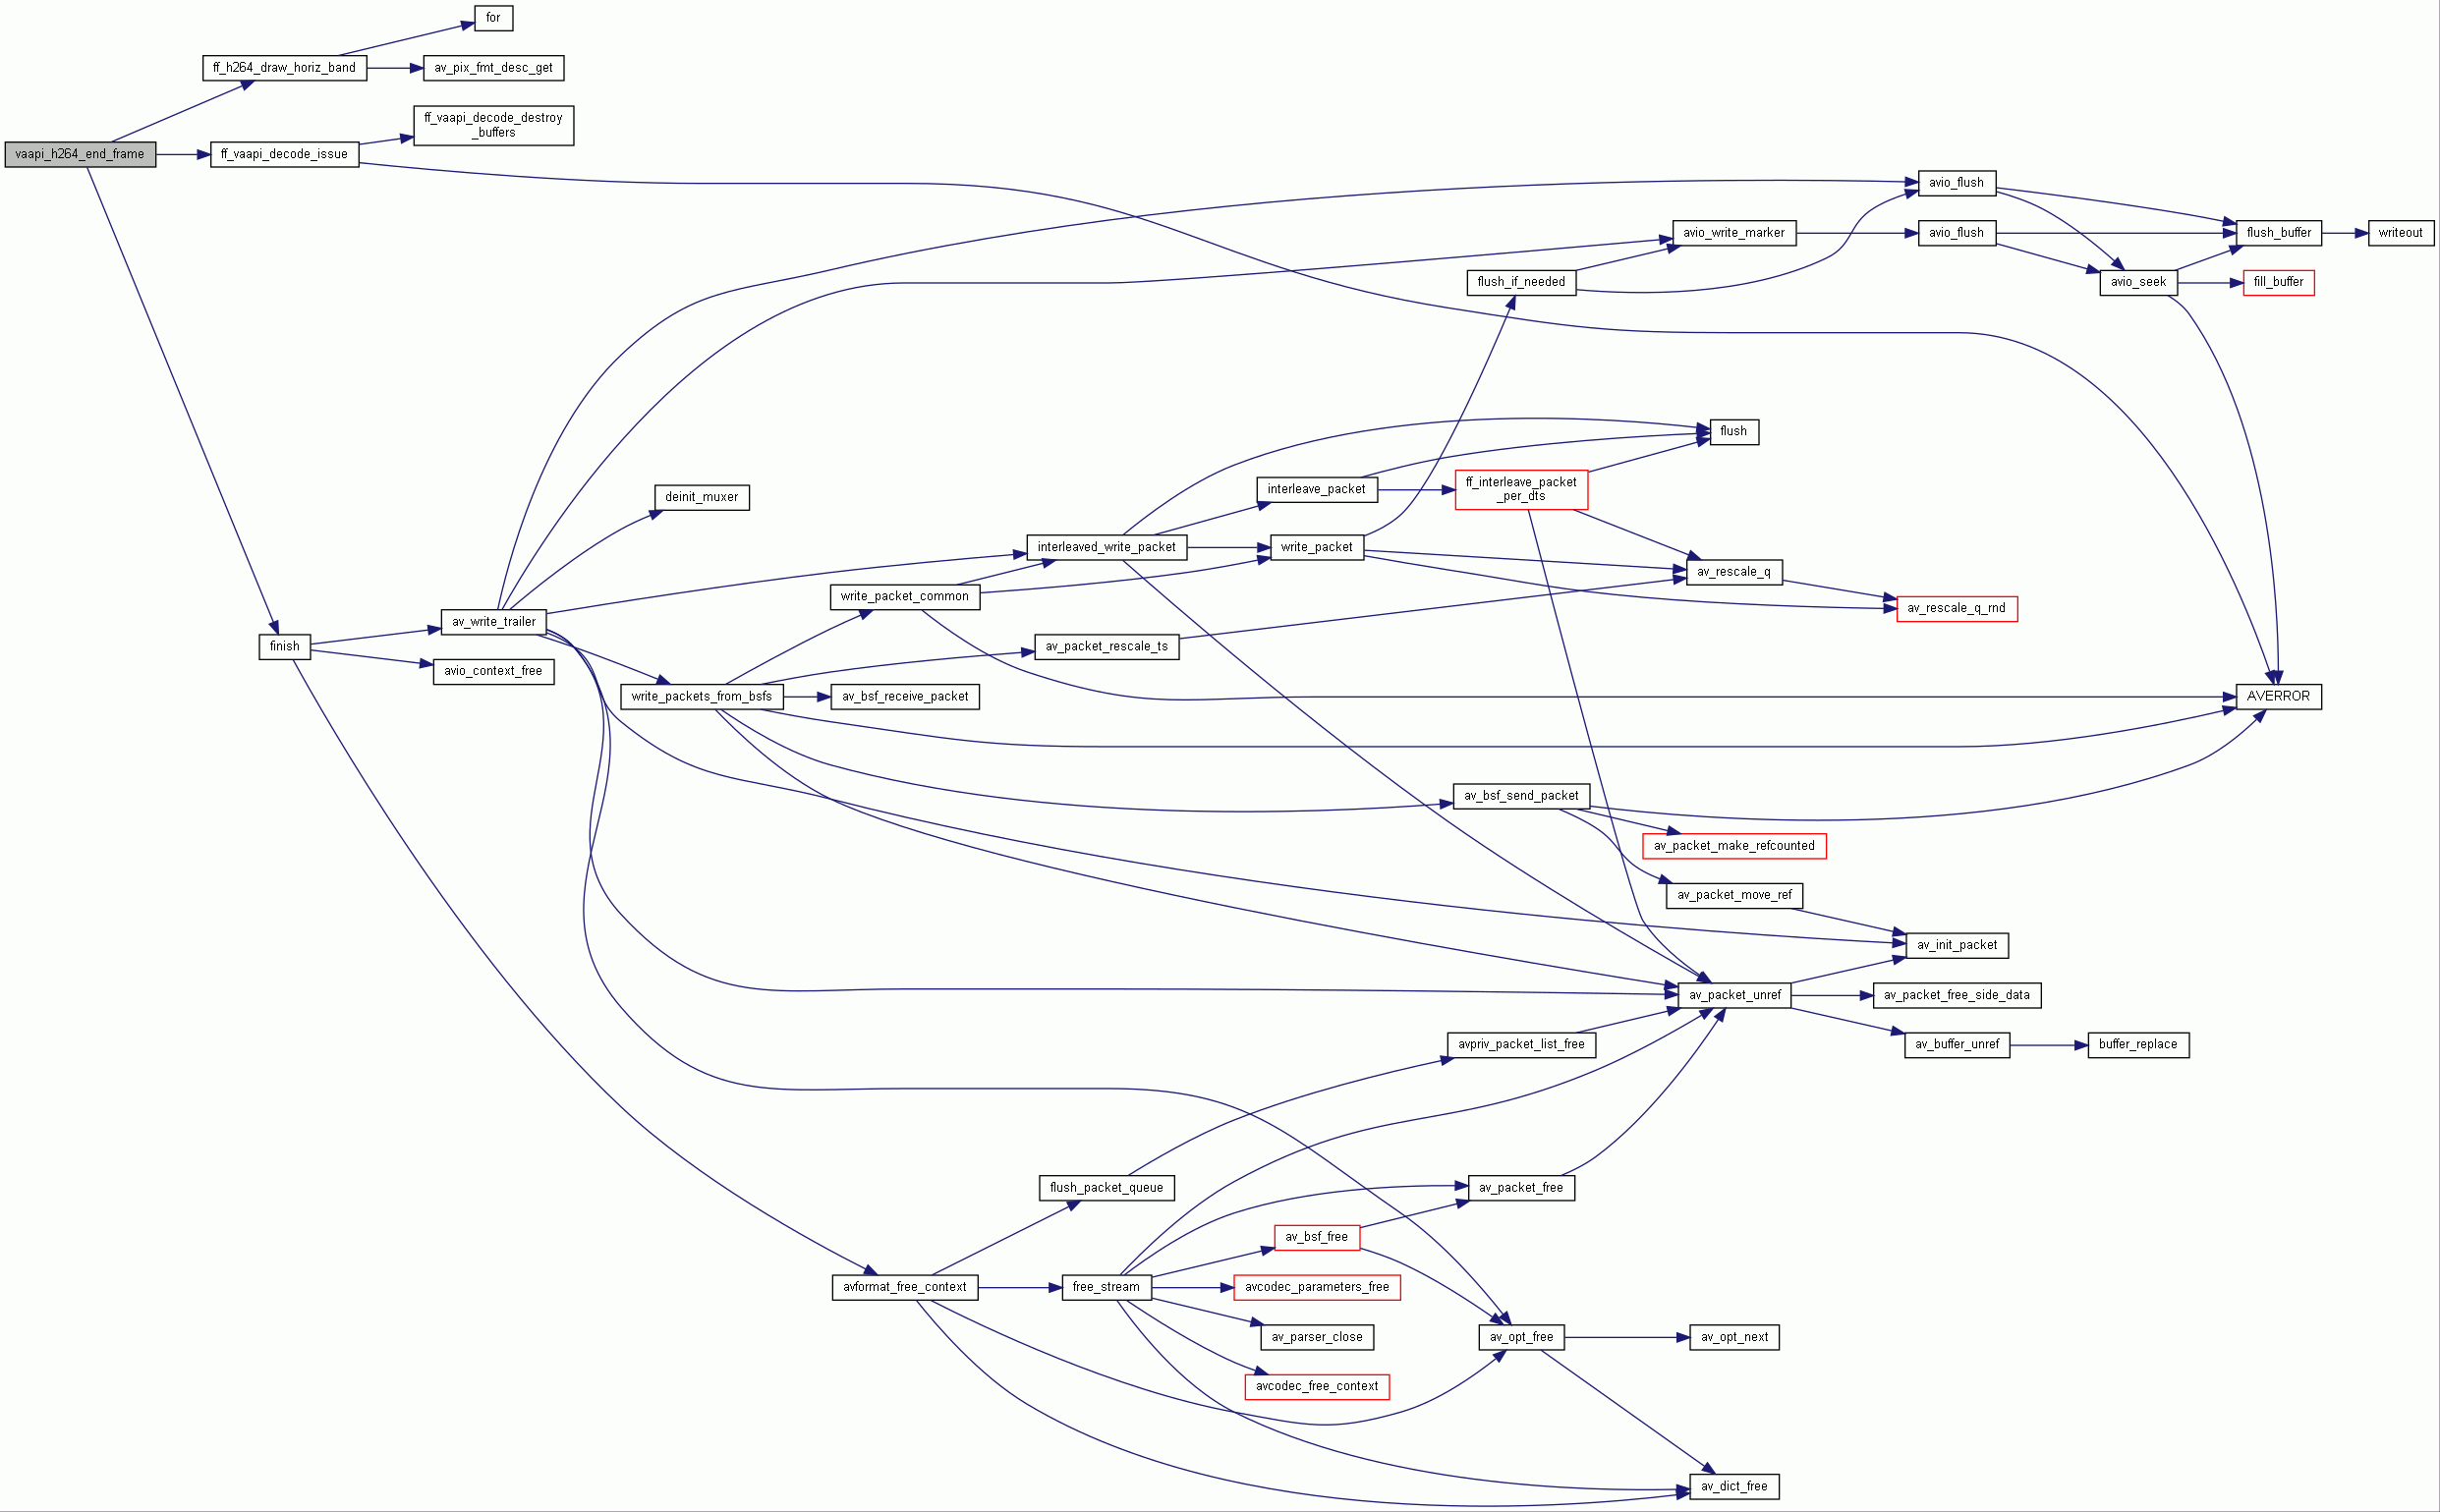 for
ff_h264_draw_horiz_band
av_pix_fmt_desc_get
ff_vaapi_decode_destroy
_buffers
vaapi_h264_end_frame
ff_vaapi_decode_issue
avio_flush
avio_write_marker
avio_flush
flush_buffer
writeout
flush_if_needed
avio_seek
fill_buffer
flush
deinit_muxer
interleave_packet
ff_interleave_packet
_per_dts
interleaved_write_packet
write_packet
av_rescale_q
write_packet_common
av_rescale_q_rnd
av_write_trailer
finish
av_packet_rescale_ts
avio_context_free
write_packets_from_bsfs
av_bsf_receive_packet
AVERROR
av_bsf_send_packet
av_packet_make_refcounted
av_packet_move_ref
av_init_packet
av_packet_unref
av_packet_free_side_data
avpriv_packet_list_free
av_buffer_unref
buffer_replace
flush_packet_queue
av_packet_free
av_bsf_free
avformat_free_context
free_stream
avcodec_parameters_free
av_parser_close
av_opt_free
av_opt_next
avcodec_free_context
av_dict_free